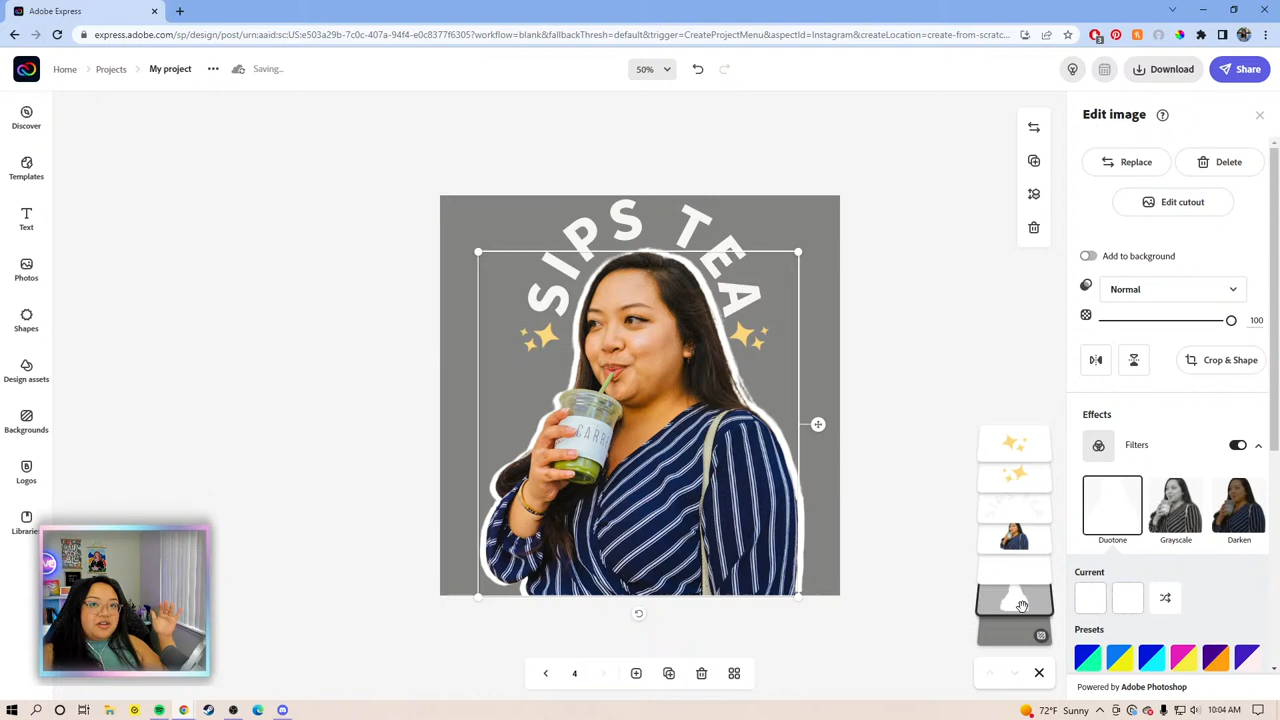 Adobe Express
express.adobe.com/sp/design/post/urn:aaid:sc:US:e503a29b-7c0c-407a-94f4-e0c8377f6305?workflow=blank&fallbackThresh=default&trigger=CreateProjectMenu&aspectId=Instagram&createLocation=create-from-scratc...
3
Home
Projects
My project
Saving...
50%
Download
Share
Discover
Templates
Text
Photos
Shapes
Design assets
Backgrounds
Logos
Libraries
SIPS TEA
CARR
Edit image
Replace
Delete
Edit cutout
Add to background
Normal
100
Crop & Shape
Effects
Filters
Duotone
Grayscale
Darken
Current
Presets
Powered by Adobe Photoshop
4
72°F
10:04 AM